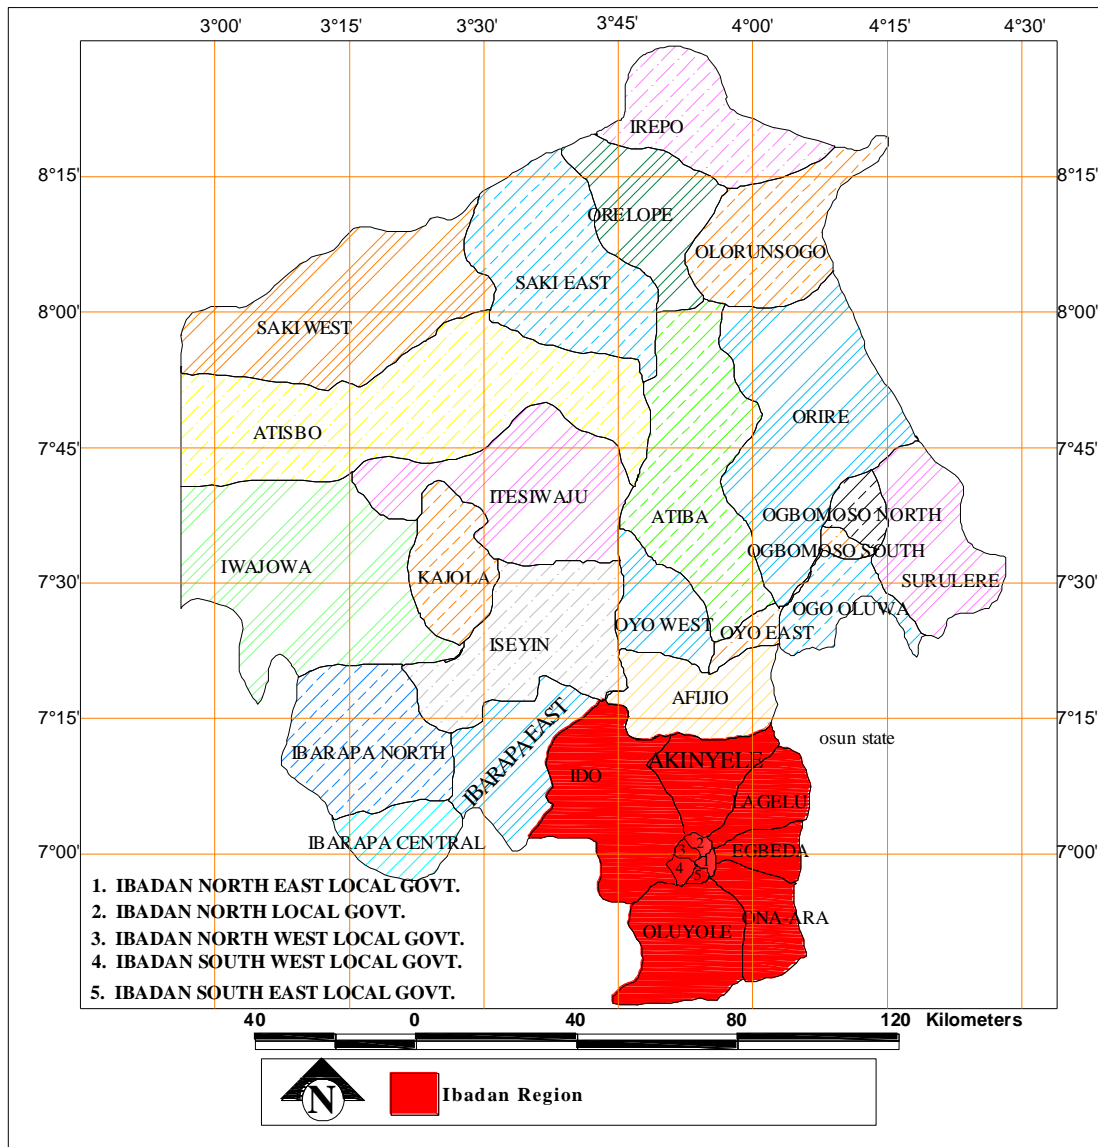 3°00' 3°15' 3°30' 3°45' 4°00' 4°15' 4°30'
IREPO
8°15' 8°15'
ORELOPE
OLORUNSOGO
SAKI EAST
8°00' 8°00'
SAKI WEST
ORIRE
ATISBO
7°45' 7°45'
ITESIWAJU
ATIBA
OGBOMOSO NORTH
OGBOMOSO SOUTH
IWAJOWA
KAJOLA
SURULERE
7°30' 7°30'
OGO OLUWA
OYO WEST
OYO EAST
ISEYIN
AFIJIO
7°15' 7°15'
osun state
IBARAPA NORTH
IBARAPA EAST
AKINYELE
IDO
LAGELU
IBARAPA CENTRAL
2
3
EGBEDA
7°00' 7°00'
1
4
5
1. IBADAN NORTH EAST LOCAL GOVT.
2. IBADAN NORTH LOCAL GOVT.
ONA-ARA
OLUYOLE
3. IBADAN NORTH WEST LOCAL GOVT.
4. IBADAN SOUTH WEST LOCAL GOVT.
5. IBADAN SOUTH EAST LOCAL GOVT.
40 0 40 80 120 Kilometers
N
Ibadan Region